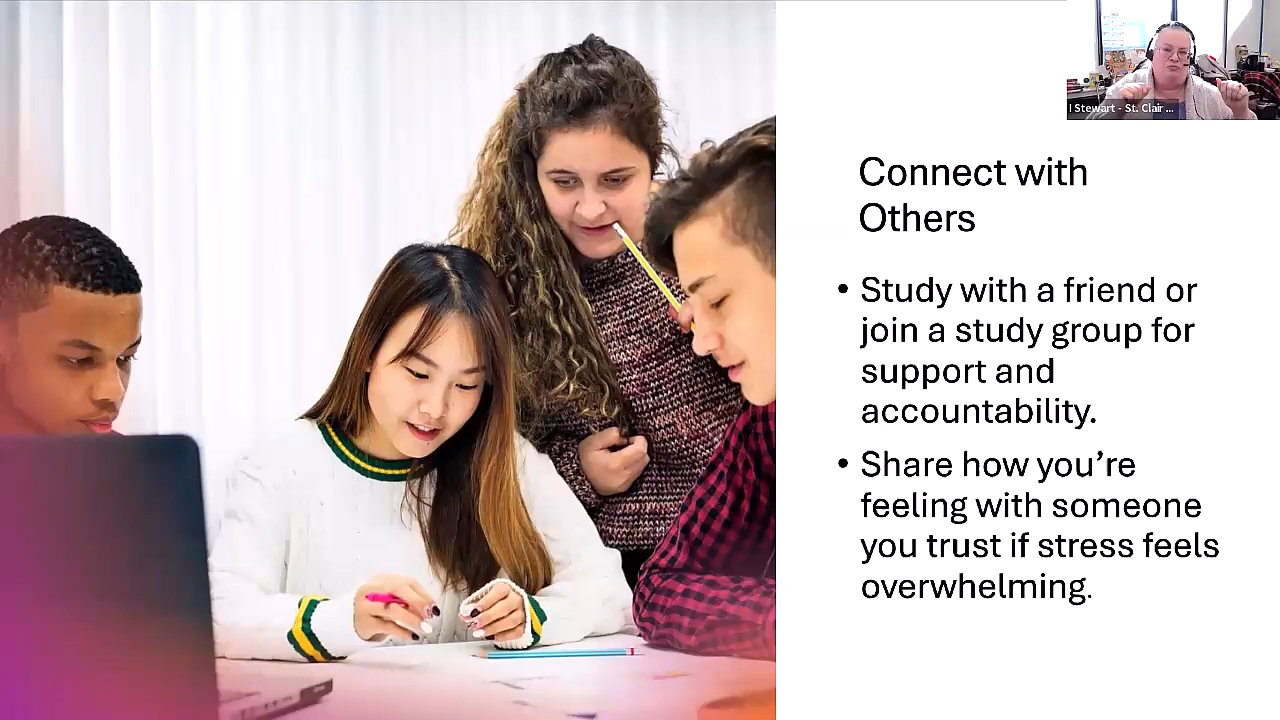 I Stewart - St. Clair ...
Connect with
Others
• Study with a friend or
join a study group for
support and
accountability.
• Share how you're
feeling with someone
you trust if stress feels
overwhelming.